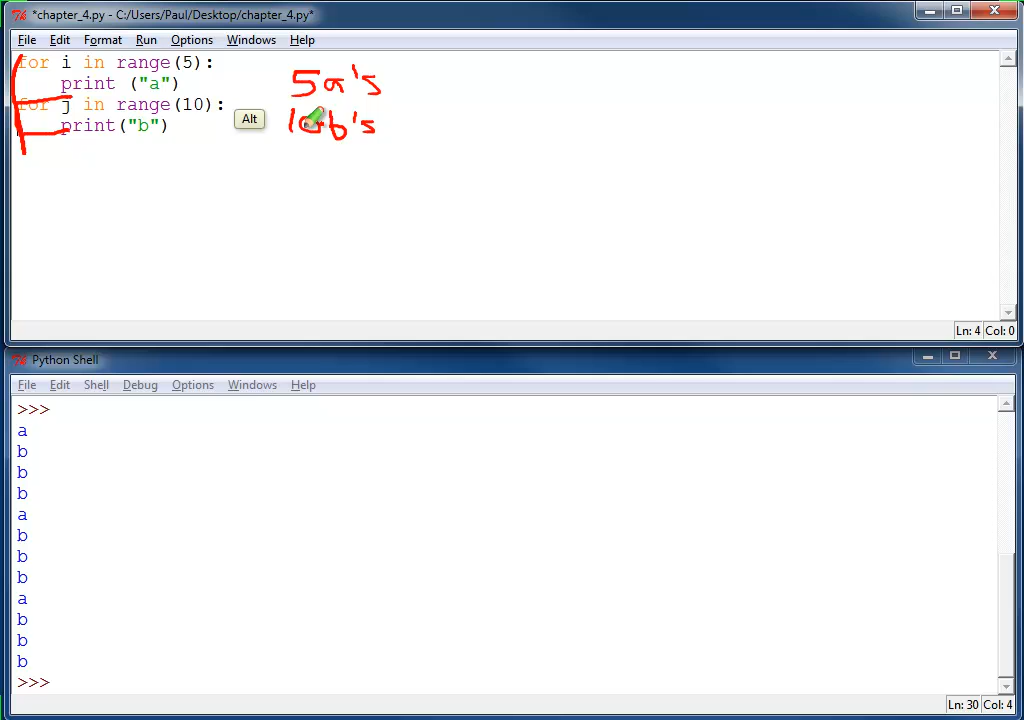 *chapter_4.py - C:/Users/Paul/Desktop/chapter_4.py*
File Edit Format Run Options Windows Help
for i in range(5):
print ("a")
for j in range(10):
print("b")
Alt
5 a's
10 b's
Ln: 4 Col: 0
Python Shell
File Edit Shell Debug Options Windows Help
>>>
a
b
b
b
a
b
b
b
a
b
b
b
>>>
Ln: 30 Col: 4